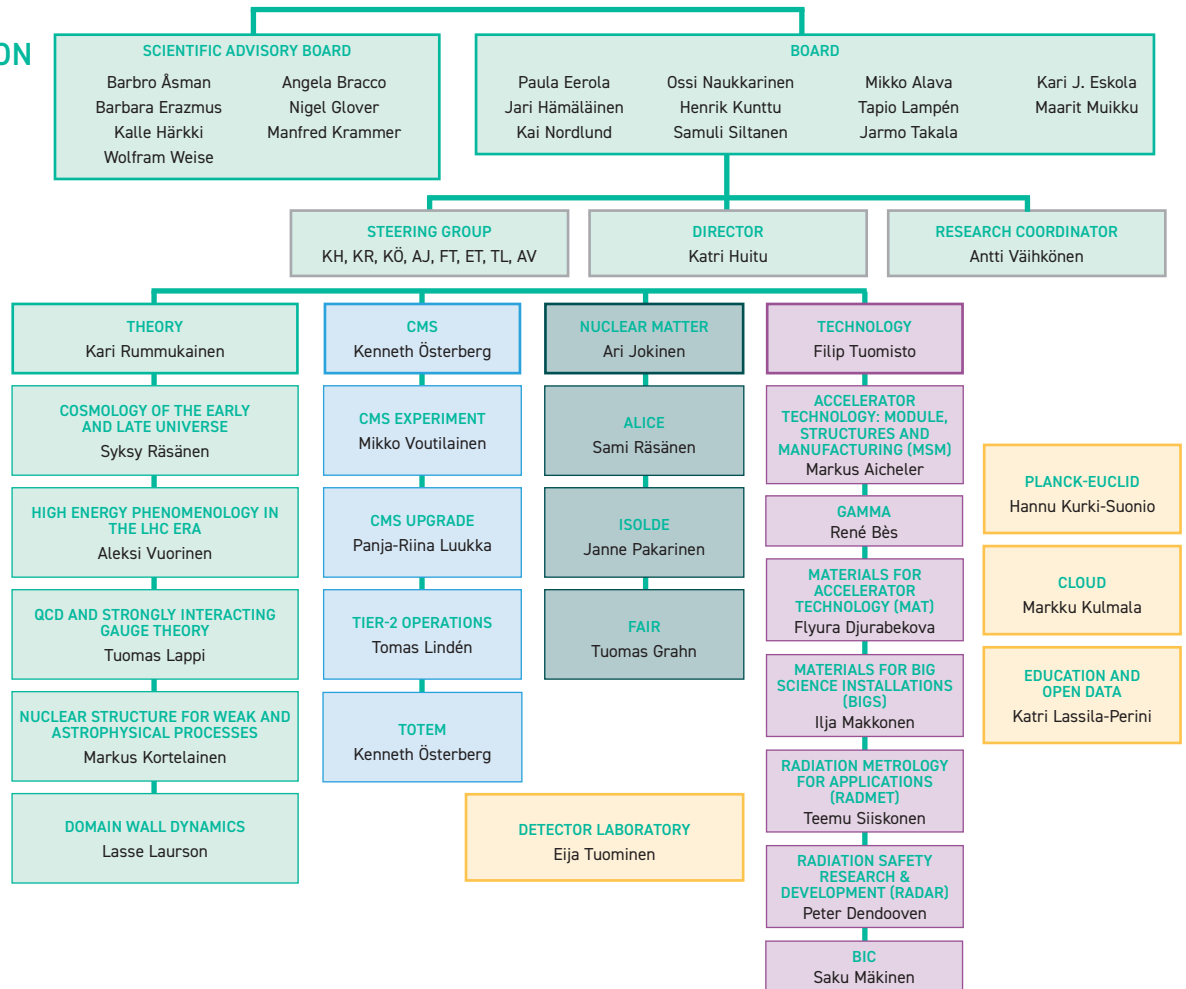 ON
SCIENTIFIC ADVISORY BOARD
Barbro Åsman
Barbara Erazmus
Kalle Härkki
Wolfram Weise
Angela Bracco
Nigel Glover
Manfred Krammer
BOARD
Paula Eerola
Jari Hämäläinen
Kai Nordlund
Ossi Naukkarinen
Henrik Kunttu
Samuli Siltanen
Mikko Alava
Tapio Lampén
Jarmo Takala
Kari J. Eskola
Maarit Muikku
STEERING GROUP
KH, KR, KÖ, AJ, FT, ET, TL, AV
DIRECTOR
Katri Huitu
RESEARCH COORDINATOR
Antti Väihkönen
THEORY
Kari Rummukainen
COSMOLOGY OF THE EARLY
AND LATE UNIVERSE
Syksy Räsänen
HIGH ENERGY PHENOMENOLOGY IN
THE LHC ERA
Aleksi Vuorinen
QCD AND STRONGLY INTERACTING
GAUGE THEORY
Tuomas Lappi
NUCLEAR STRUCTURE FOR WEAK AND
ASTROPHYSICAL PROCESSES
Markus Kortelainen
DOMAIN WALL DYNAMICS
Lasse Laurson
CMS
Kenneth Österberg
CMS EXPERIMENT
Mikko Voutilainen
CMS UPGRADE
Panja-Riina Luukka
TIER-2 OPERATIONS
Tomas Lindén
TOTEM
Kenneth Österberg
NUCLEAR MATTER
Ari Jokinen
ALICE
Sami Räsänen
ISOLDE
Janne Pakarinen
FAIR
Tuomas Grahn
DETECTOR LABORATORY
Eija Tuominen
TECHNOLOGY
Filip Tuomisto
ACCELERATOR
TECHNOLOGY: MODULE,
STRUCTURES AND
MANUFACTURING (MSM)
Markus Aicheler
GAMMA
René Bès
MATERIALS FOR
ACCELERATOR
TECHNOLOGY (MAT)
Flyura Djurabekova
MATERIALS FOR BIG
SCIENCE INSTALLATIONS
(BIGS)
Ilja Makkonen
RADIATION METROLOGY
FOR APPLICATIONS
(RADMET)
Teemu Siiskonen
RADIATION SAFETY
RESEARCH &
DEVELOPMENT (RADAR)
Peter Dendooven
BIC
Saku Mäkinen
PLANCK-EUCLID
Hannu Kurki-Suonio
CLOUD
Markku Kulmala
EDUCATION AND
OPEN DATA
Katri Lassila-Perini